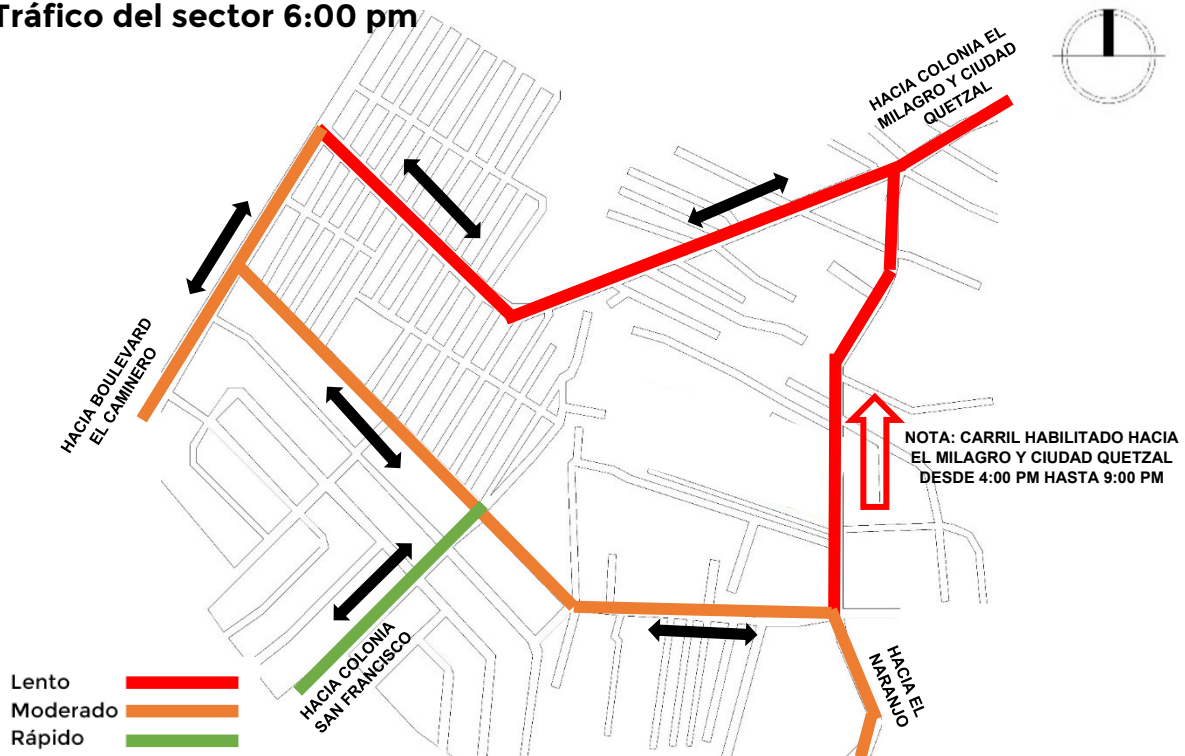 Tráfico del sector 6:00 pm
HACIA COLONIA EL
MILAGRO Y CIUDAD
QUETZAL
HACIA BOULEVARD
EL CAMINERO
NOTA: CARRIL HABILITADO HACIA
EL MILAGRO Y CIUDAD QUETZAL
DESDE 4:00 PM HASTA 9:00 PM
HACIA COLONIA
SAN FRANCISCO
HACIA EL
NARANJO
Lento
Moderado
Rápido